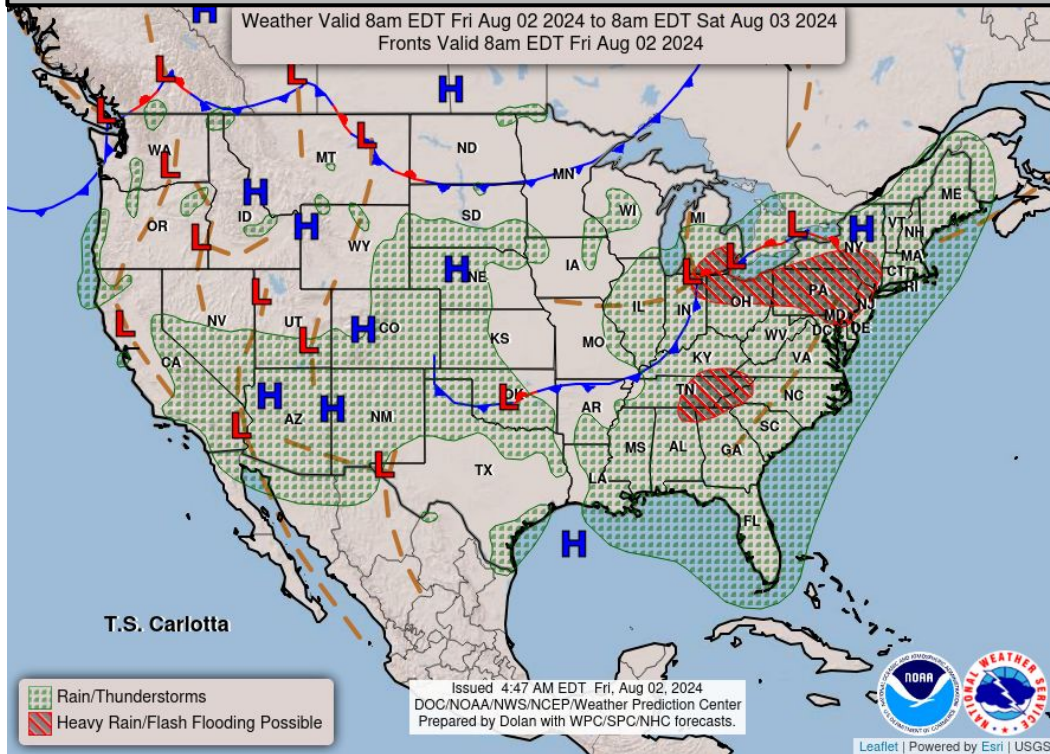 Weather Valid 8am EDT Fri Aug 02 2024 to 8am EDT Sat Aug 03 2024
Fronts Valid 8am EDT Fri Aug 02 2024
H
L
L
H
L
L
WA
MT
ND
MN
L
H
ID
OR
H
WY
SD
WI
MI
L
H
NY
VT
NH
ME
MA
CT
RI
L
L
H
NE
IA
L
L
IL
IN
OH
PA
NJ
L
NV
UT
L
H
CO
KS
MO
KY
WV
MD
DC
DE
VA
CA
H
AZ
H
NM
L
OK
AR
TN
NC
SC
L
L
TX
LA
MS
AL
GA
FL
H
T.S. Carlotta
Rain/Thunderstorms
Heavy Rain/Flash Flooding Possible
Issued 4:47 AM EDT Fri, Aug 02, 2024
DOC/NOAA/NWS/NCEP/Weather Prediction Center
Prepared by Dolan with WPC/SPC/NHC forecasts.
NOAA
NATIONAL WEATHER SERVICE
Leaflet | Powered by Esri | USGS